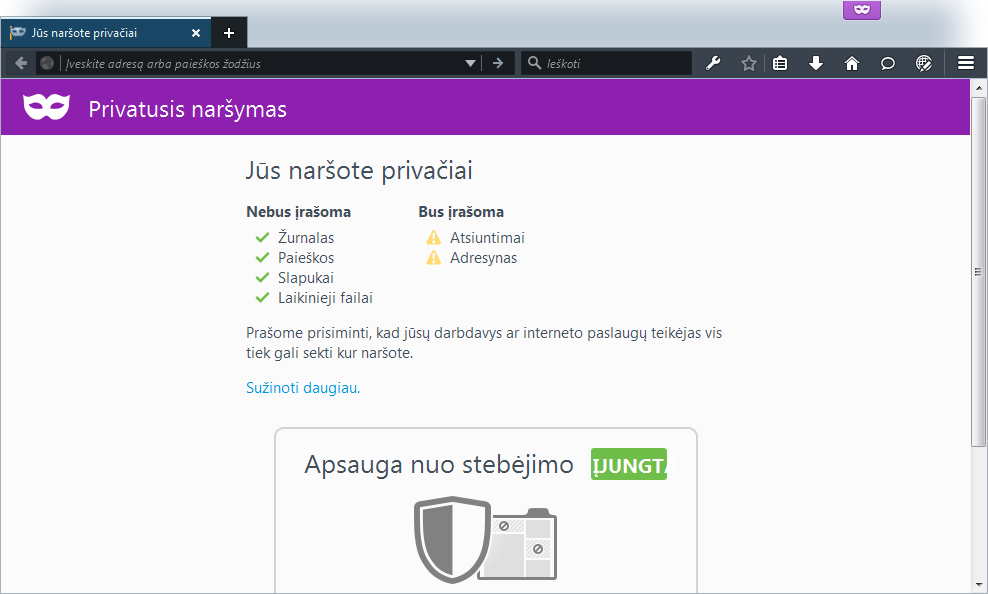 Jūs naršote privačiai
Įveskite adresą arba paieškos žodžius
Ieškoti
Privatusis naršymas
Jūs naršote privačiai
Nebus įrašoma
Bus įrašoma
Žurnalas
Atsiuntimai
Paieškos
Adresynas
Slapukai
Laikinieji failai
Prašome prisiminti, kad jūsų darbdavys ar interneto paslaugų teikėjas vis
tiek gali sekti kur naršote.
Sužinoti daugiau.
Apsauga nuo stebėjimo
ĮJUNGTA